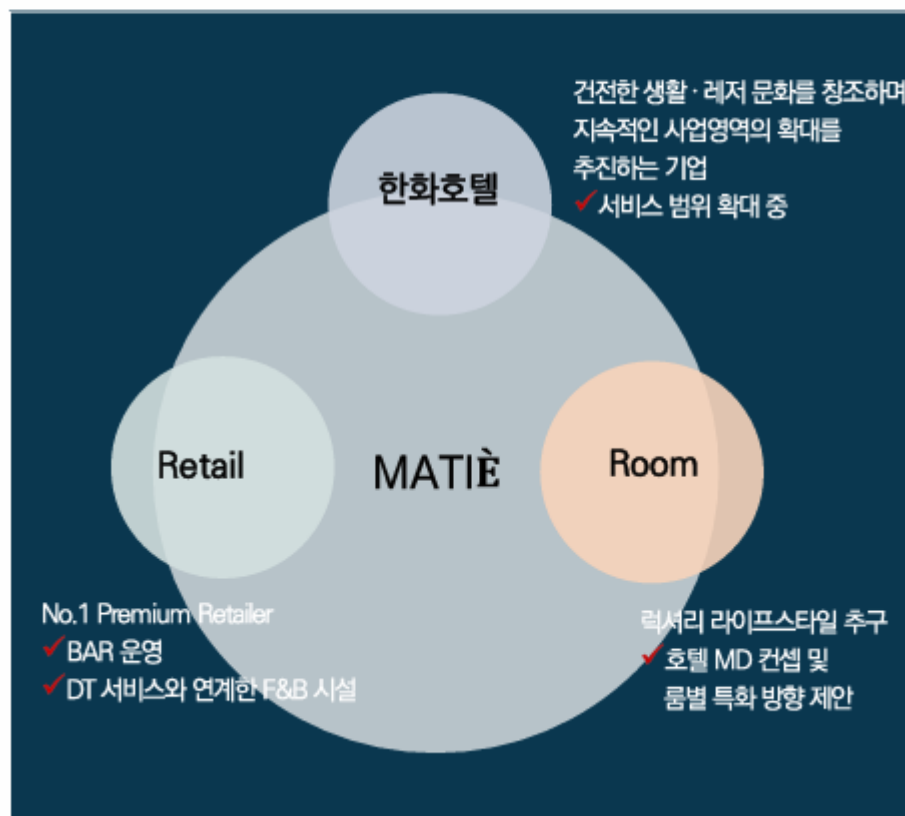 건전한 생활 · 레저 문화를 창조하며
지속적인 사업영역의 확대를
추진하는 기업
✓서비스 범위 확대 중
한화호텔
Retail
MATIÈ
Room
No.1 Premium Retailer
✓BAR 운영
✓DT 서비스와 연계한 F&B 시설
럭셔리 라이프스타일 추구
✓호텔 MD 컨셉 및
룸별 특화 방향 제안